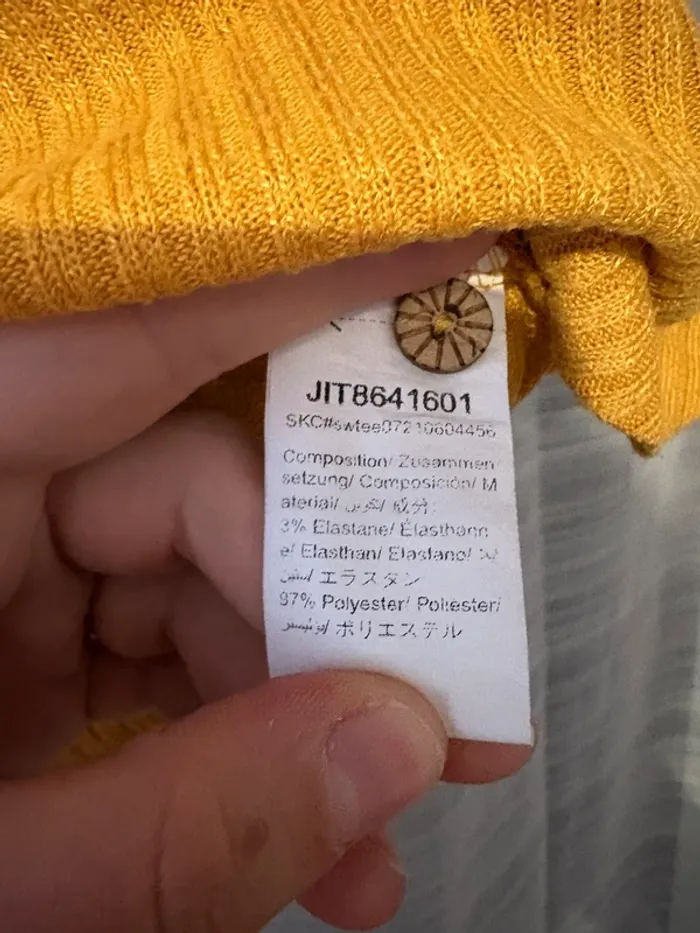 JIT8641601
SKC#swtee07210604456
Composition/ Zusammen
setzung/ Composición/ M
aterial/ 成分:
3% Elastane/ Élasthann
e/ Elasthan/ Elastano/
エラスタン
97% Polyester/ Poliester/
ポリエステル